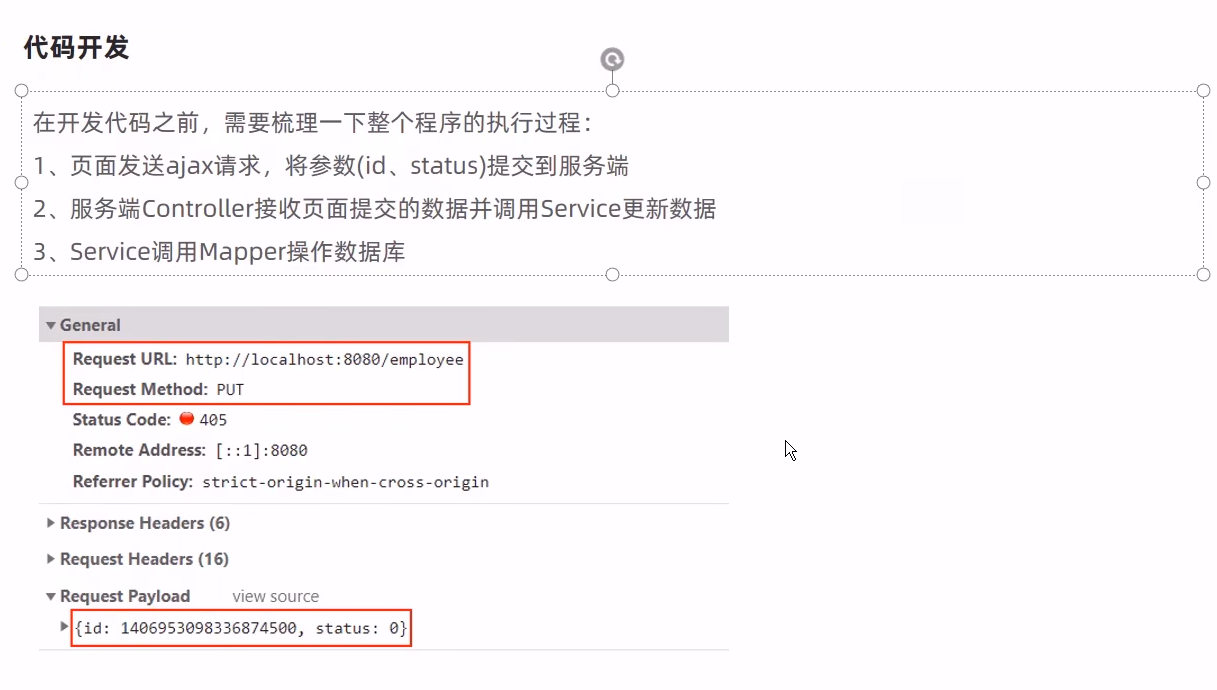 代码开发
在开发代码之前，需要梳理一下整个程序的执行过程：
1、页面发送ajax请求，将参数(id、status)提交到服务端
2、服务端Controller接收页面提交的数据并调用Service更新数据
3、Service调用Mapper操作数据库
General
Request URL: http://localhost:8080/employee
Request Method: PUT
Status Code: 405
Remote Address: [::1]:8080
Referrer Policy: strict-origin-when-cross-origin
Response Headers (6)
Request Headers (16)
Request Payload view source
{id: 1406953098336874500, status: 0}